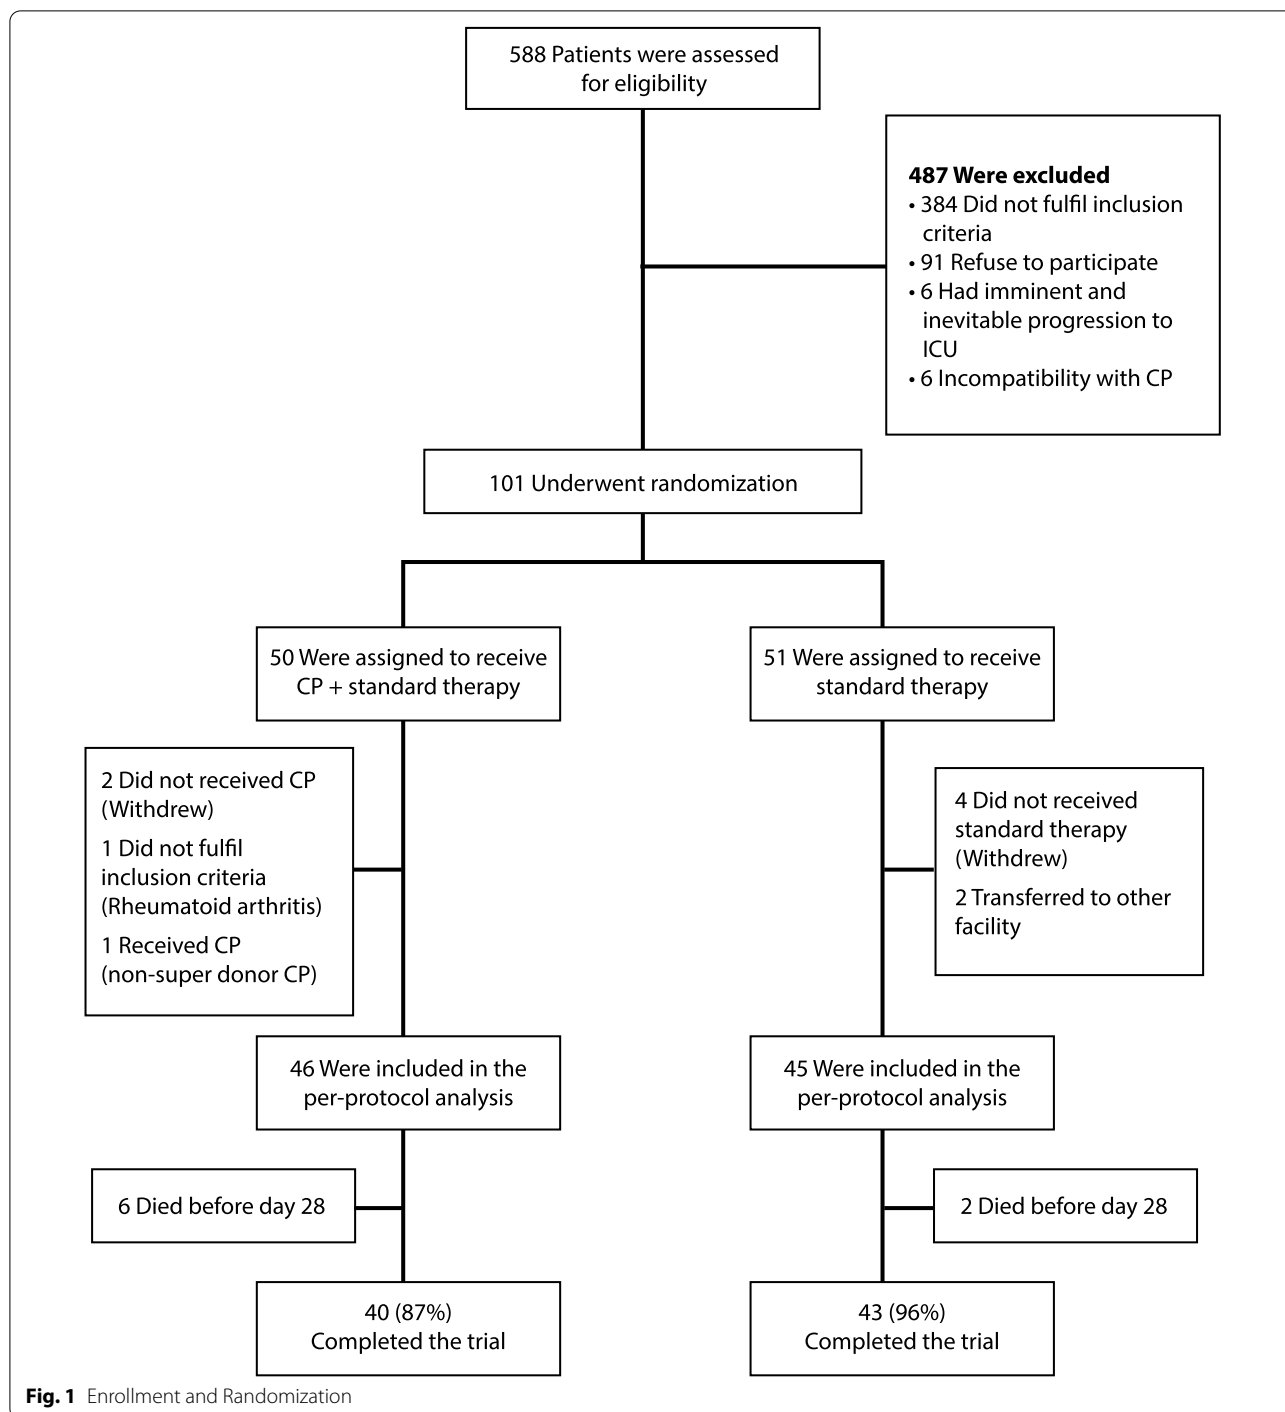 588 Patients were assessed
for eligibility
487 Were excluded
• 384 Did not fulfil inclusion
criteria
• 91 Refuse to participate
• 6 Had imminent and
inevitable progression to
ICU
• 6 Incompatibility with CP
101 Underwent randomization
50 Were assigned to receive
CP + standard therapy
51 Were assigned to receive
standard therapy
2 Did not received CP
(Withdrew)
1 Did not fulfil
inclusion criteria
(Rheumatoid arthritis)
1 Received CP
(non-super donor CP)
4 Did not received
standard therapy
(Withdrew)
2 Transferred to other
facility
46 Were included in the
per-protocol analysis
45 Were included in the
per-protocol analysis
6 Died before day 28
2 Died before day 28
40 (87%)
Completed the trial
43 (96%)
Completed the trial
Fig. 1 Enrollment and Randomization